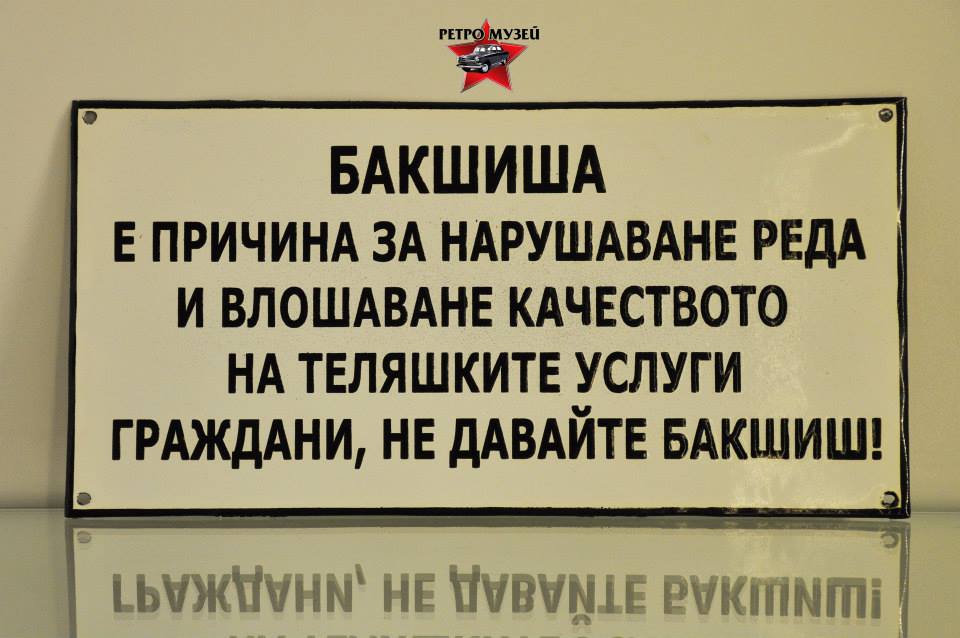 РЕТРО МУЗЕЙ
БАКШИША
Е ПРИЧИНА ЗА НАРУШАВАНЕ РЕДА
И ВЛОШАВАНЕ КАЧЕСТВОТО
НА ТЕЛЯШКИТЕ УСЛУГИ
ГРАЖДАНИ, НЕ ДАВАЙТЕ БАКШИШ!